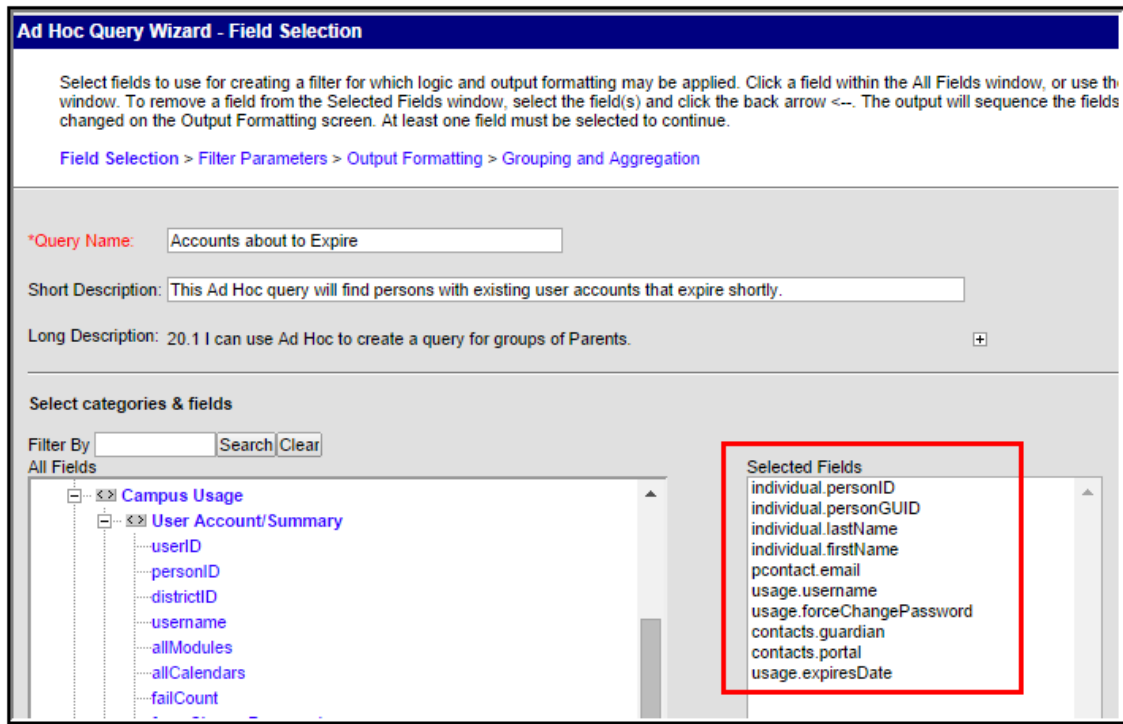 Ad Hoc Query Wizard - Field Selection
Select fields to use for creating a filter for which logic and output formatting may be applied. Click a field within the All Fields window, or use
window. To remove a field from the Selected Fields window, select the field(s) and click the back arrow <--. The output will sequence the fields
changed on the Output Formatting screen. At least one field must be selected to continue.
Field Selection > Filter Parameters > Output Formatting > Grouping and Aggregation
*Query Name: Accounts about to Expire
Short Description: This Ad Hoc query will find persons with existing user accounts that expire shortly.
Long Description: 20.1 I can use Ad Hoc to create a query for groups of Parents.
Select categories & fields
Filter By Search Clear
All Fields
Campus Usage
User Account/Summary
userID
personID
districtID
username
allModules
allCalendars
failCount
Selected Fields
individual.personID
individual.personGUID
individual.lastName
individual.firstName
pcontact.email
usage.username
usage.forceChangePassword
contacts.guardian
contacts.portal
usage.expiresDate